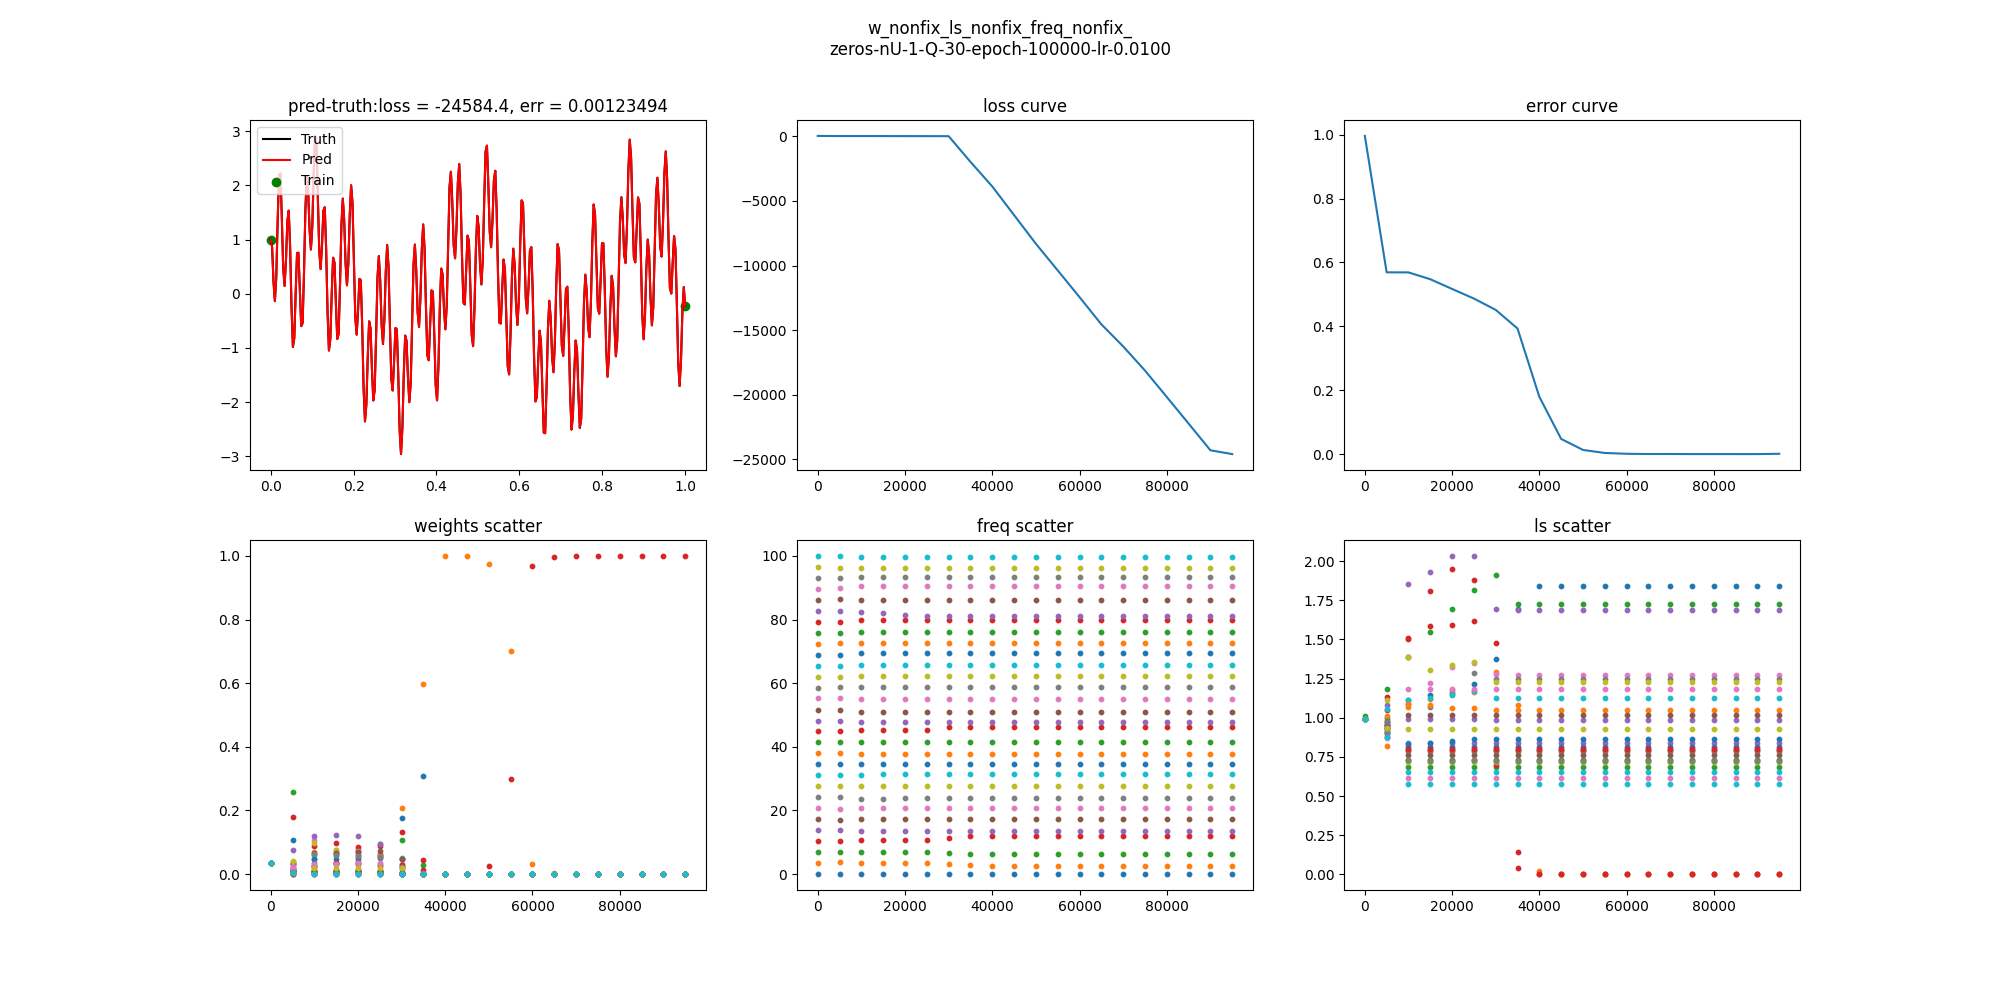 w_nonfix_ls_nonfix_freq_nonfix_
zeros-nU-1-Q-30-epoch-100000-lr-0.0100
pred-truth:loss = -24584.4, err = 0.00123494
3
2
1
0
−1
−2
−3
Truth
Pred
Train
0.0 0.2 0.4 0.6 0.8 1.0
loss curve
0
−5000
−10000
−15000
−20000
−25000
0 20000 40000 60000 80000
error curve
1.0
0.8
0.6
0.4
0.2
0.0
0 20000 40000 60000 80000
weights scatter
1.0
0.8
0.6
0.4
0.2
0.0
0 20000 40000 60000 80000
freq scatter
100
80
60
40
20
0
0 20000 40000 60000 80000
ls scatter
2.00
1.75
1.50
1.25
1.00
0.75
0.50
0.25
0.00
0 20000 40000 60000 80000